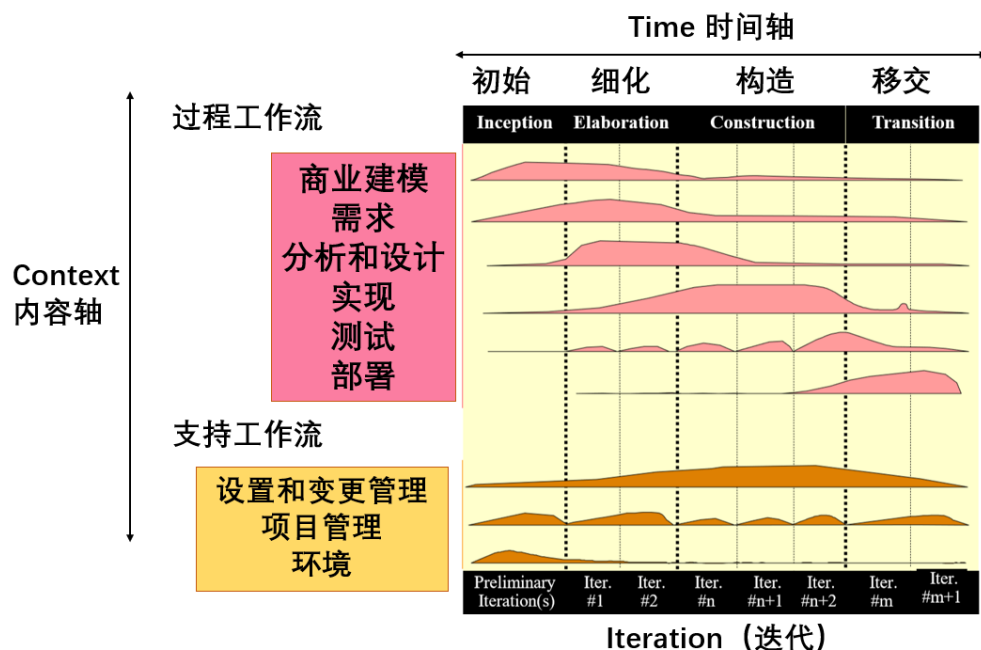 Time 时间轴
初始 细化 构造 移交
过程工作流
Inception Elaboration Construction Transition
商业建模
需求
分析和设计
实现
测试
部署
Context
内容轴
支持工作流
设置和变更管理
项目管理
环境
Preliminary Iteration(s) Iter. #1 Iter. #2 Iter. #n Iter. #n+1 Iter. #n+2 Iter. #m Iter. #m+1
Iteration（迭代）